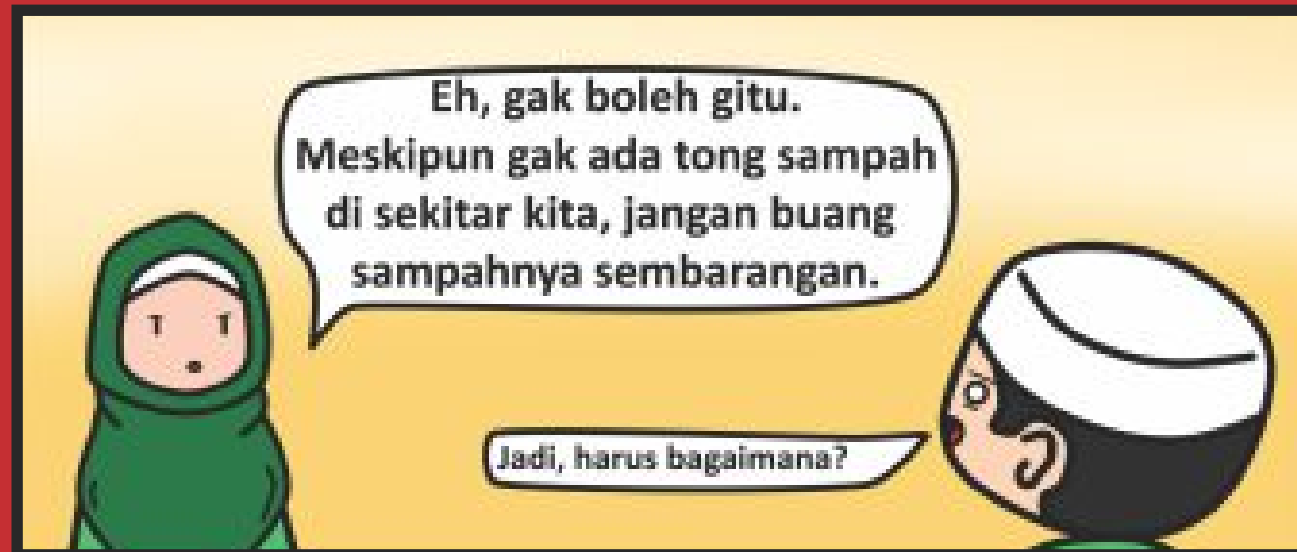 Eh, gak boleh gitu.
Meskipun gak ada tong sampah
di sekitar kita, jangan buang
sampahnya sembarangan.
Jadi, harus bagaimana?